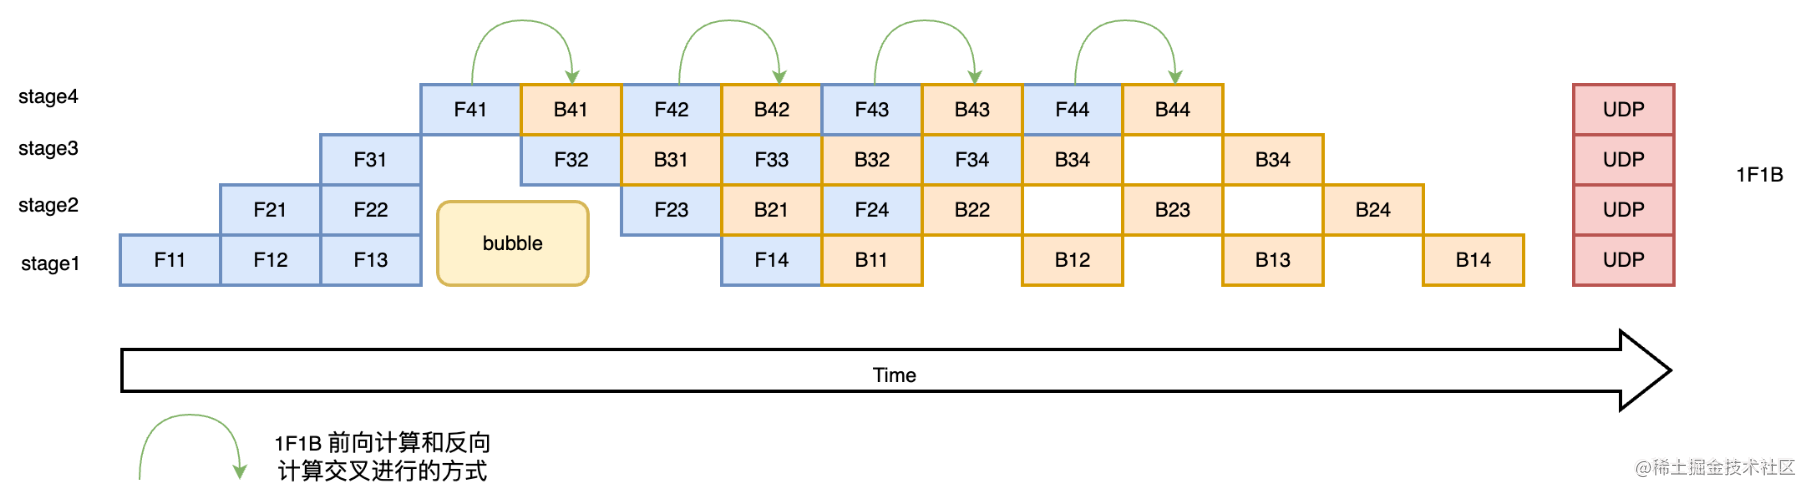 stage4 F41 B41 F42 B42 F43 B43 F44 B44 UDP
stage3 F31 F32 B31 F33 B32 F34 B34 B34 UDP
1F1B
stage2 F21 F22 F23 B21 F24 B22 B23 B24 UDP
bubble
stage1 F11 F12 F13 F14 B11 B12 B13 B14 UDP
Time
1F1B 前向计算和反向
计算交叉进行的方式
@稀土掘金技术社区